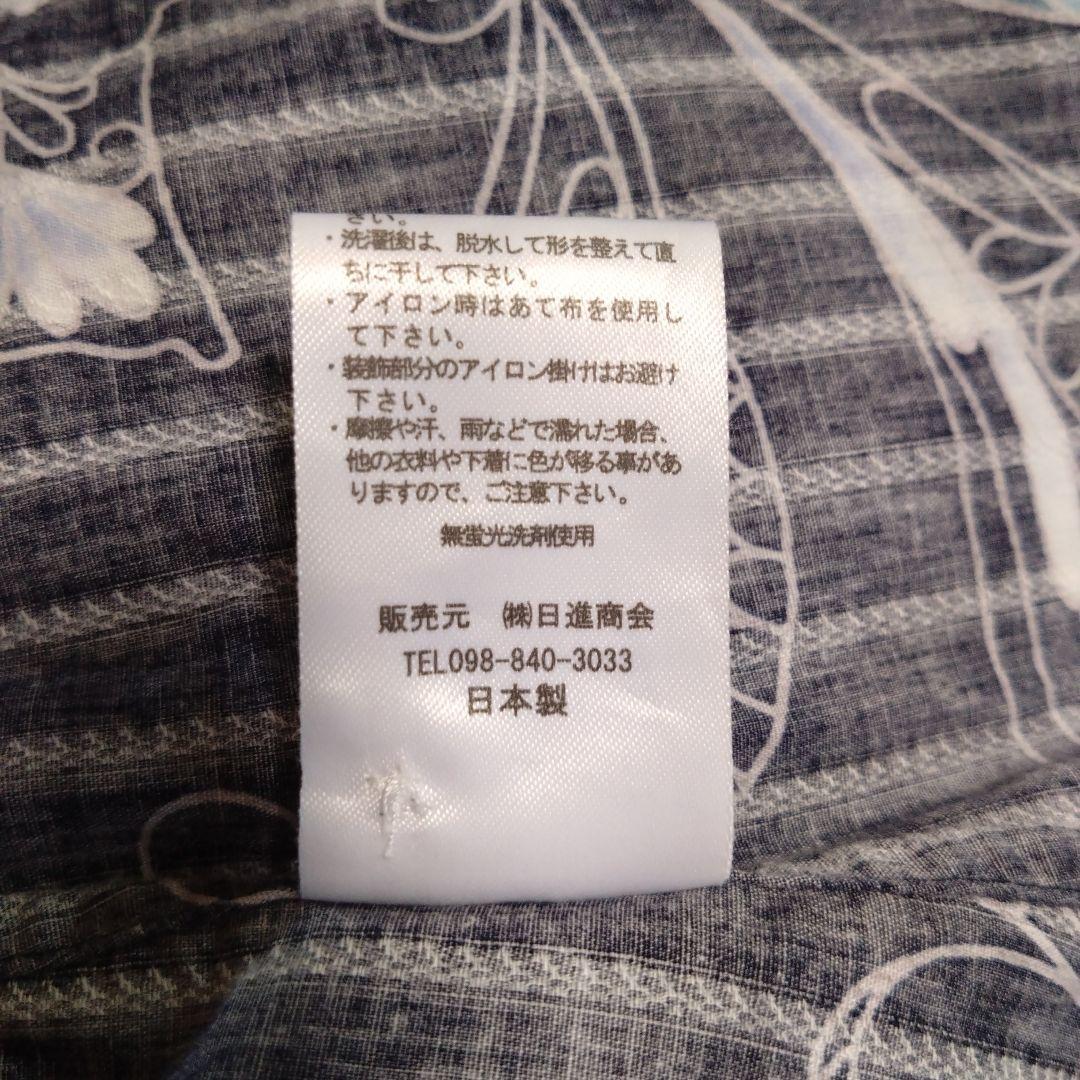 さい。
・洗濯後は、脱水して形を整えて直
ちに干して下さい。
・アイロン時はあて布を使用し
て下さい。
・装飾部分のアイロン掛けはお避け
下さい。
・摩擦や汗、雨などで濡れた場合、
他の衣料や下着に色が移る事があ
りますので、ご注意下さい。
無蛍光洗剤使用
販売元　㈱日進商会
TEL098-840-3033
日本製